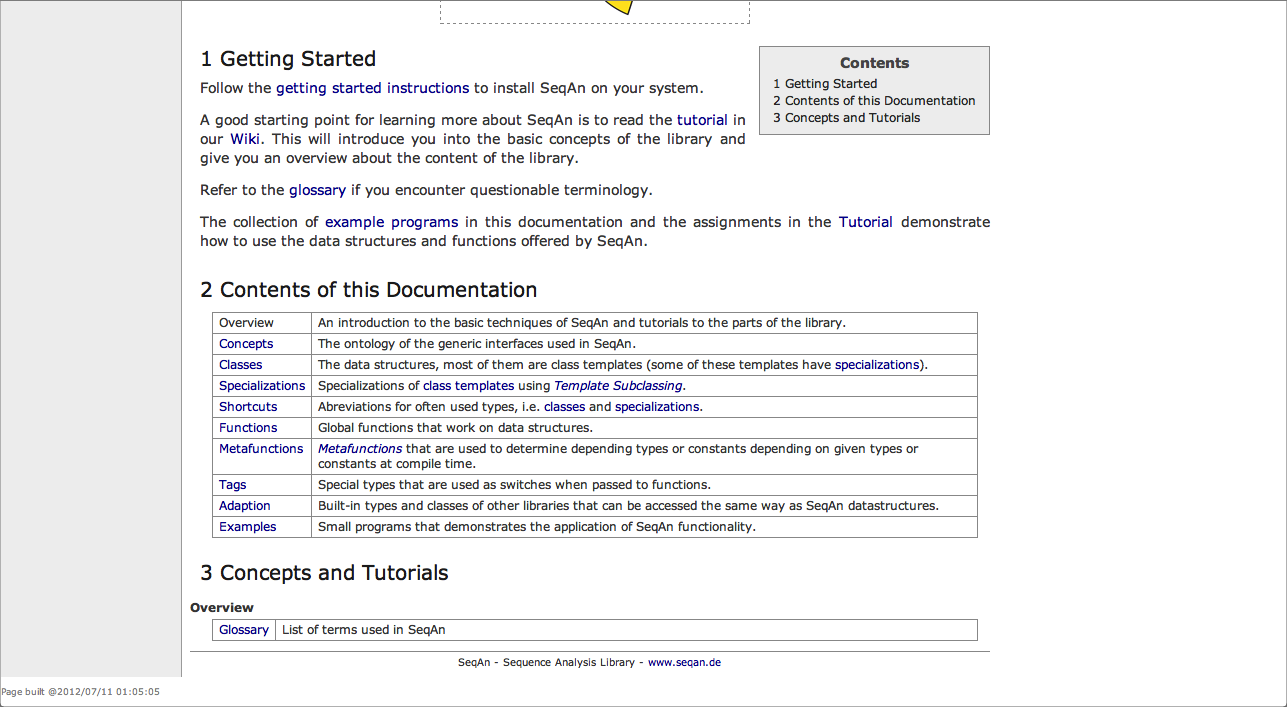 1 Getting Started
Follow the getting started instructions to install SeqAn on your system.
A good starting point for learning more about SeqAn is to read the tutorial in
our Wiki. This will introduce you into the basic concepts of the library and
give you an overview about the content of the library.
Refer to the glossary if you encounter questionable terminology.
The collection of example programs in this documentation and the assignments in the Tutorial demonstrate
how to use the data structures and functions offered by SeqAn.
Contents
1 Getting Started
2 Contents of this Documentation
3 Concepts and Tutorials
2 Contents of this Documentation
Overview An introduction to the basic techniques of SeqAn and tutorials to the parts of the library.
Concepts The ontology of the generic interfaces used in SeqAn.
Classes The data structures, most of them are class templates (some of these templates have specializations).
Specializations Specializations of class templates using Template Subclassing.
Shortcuts Abreviations for often used types, i.e. classes and specializations.
Functions Global functions that work on data structures.
Metafunctions Metafunctions that are used to determine depending types or constants depending on given types or
constants at compile time.
Tags Special types that are used as switches when passed to functions.
Adaption Built-in types and classes of other libraries that can be accessed the same way as SeqAn datastructures.
Examples Small programs that demonstrates the application of SeqAn functionality.
3 Concepts and Tutorials
Overview
Glossary List of terms used in SeqAn
SeqAn - Sequence Analysis Library - www.seqan.de
Page built @2012/07/11 01:05:05